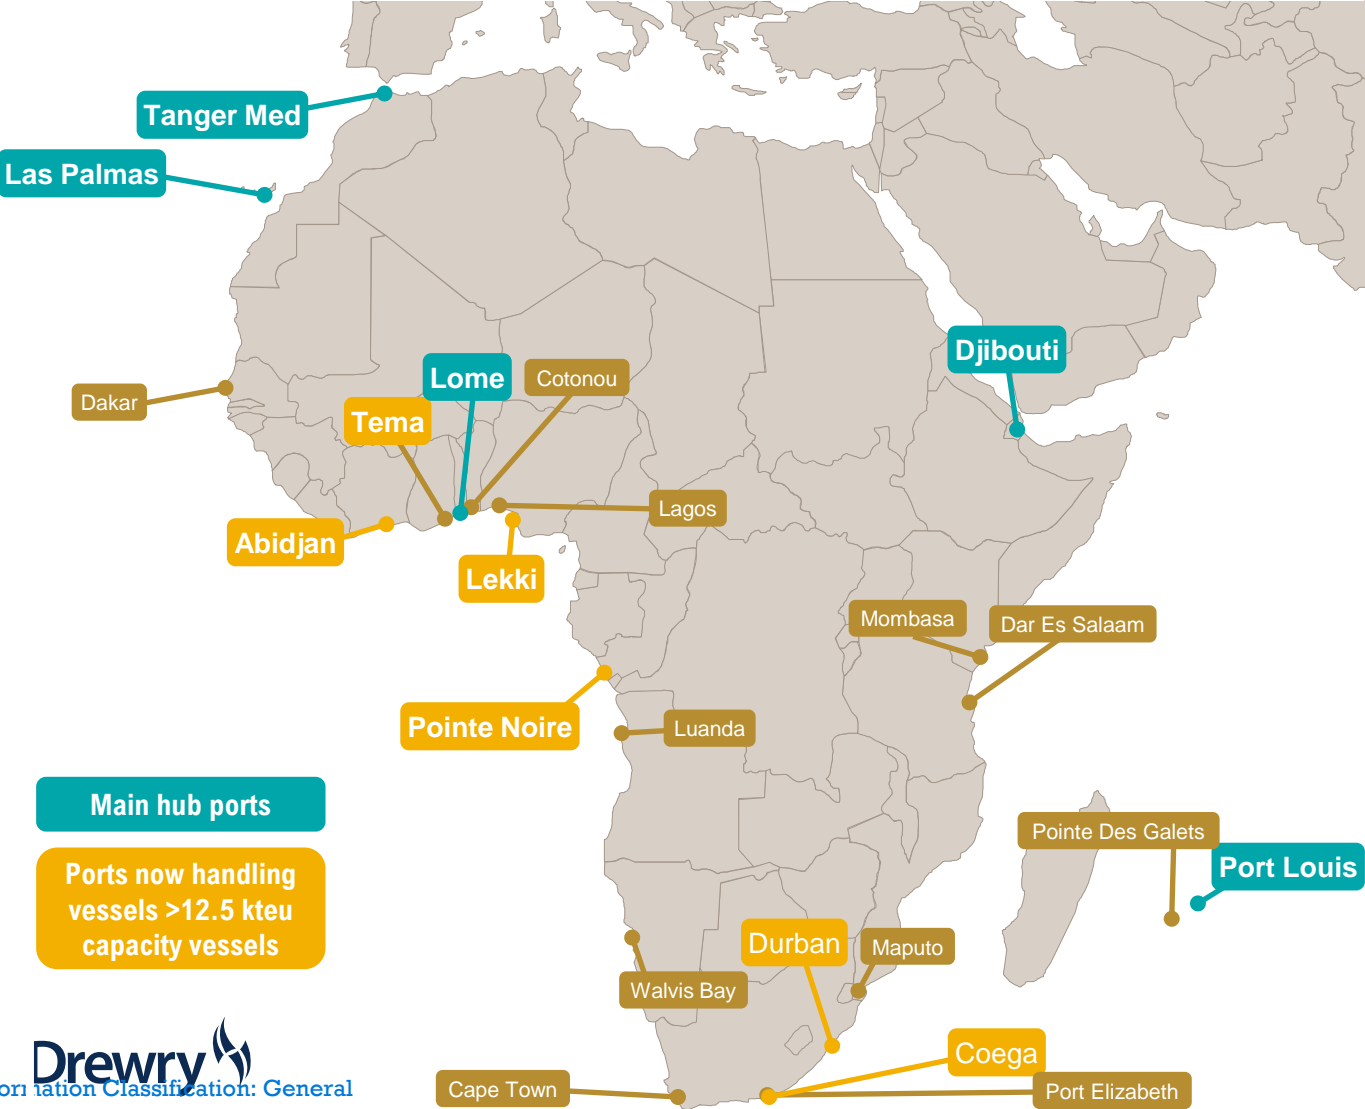 Tanger Med
Las Palmas
Djibouti
Lome
Cotonou
Dakar
Tema
Lagos
Abidjan
Lekki
Mombasa
Dar Es Salaam
Pointe Noire
Luanda
Main hub ports
Pointe Des Galets
Port Louis
Ports now handling
vessels >12.5 kteu
capacity vessels
Durban
Maputo
Walvis Bay
Coega
Drewry
Classification: General
Cape Town
Port Elizabeth